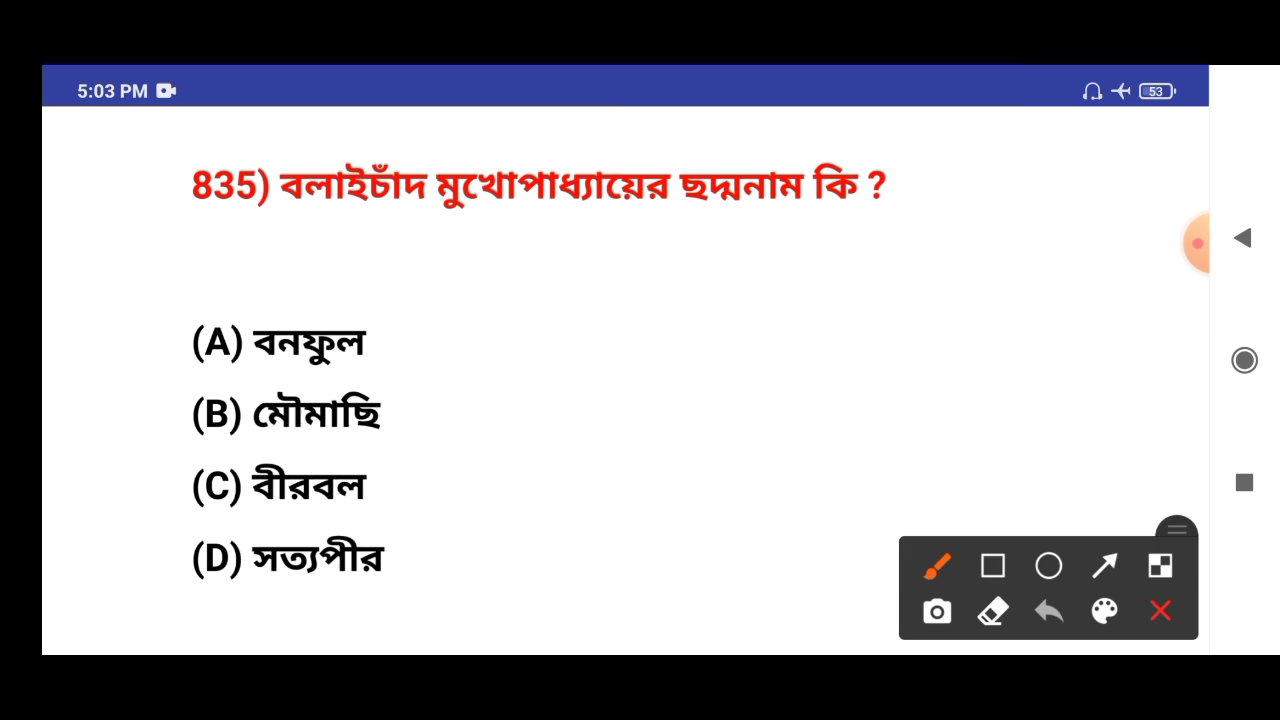 5:03 PM
53
835) বলাইচাঁদ মুখোপাধ্যায়ের ছদ্মনাম কি ?
(A) বনফুল
(B) মৌমাছি
(C) বীরবল
(D) সত্যপীর